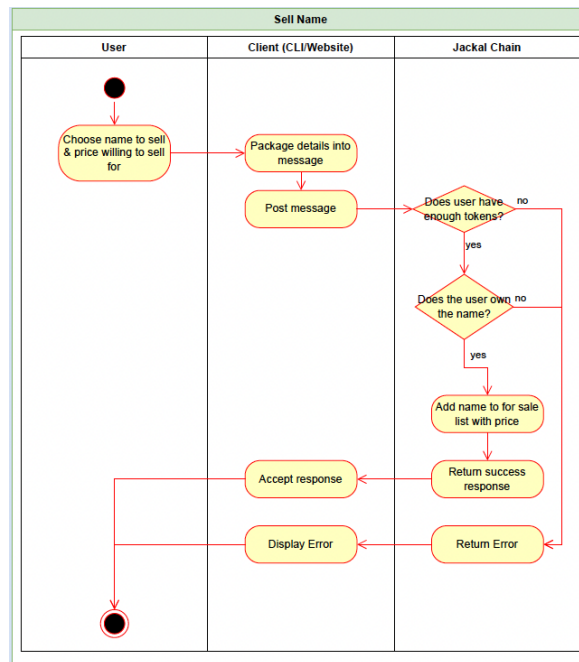 Sell Name
User
Client (CLI/Website)
Jackal Chain
Choose name to sell
& price willing to sell
for
Package details into
message
Post message
Does user have
enough tokens?
no
yes
Does the user own
the name?
no
yes
Add name to for sale
list with price
Return success
response
Accept response
Return Error
Display Error